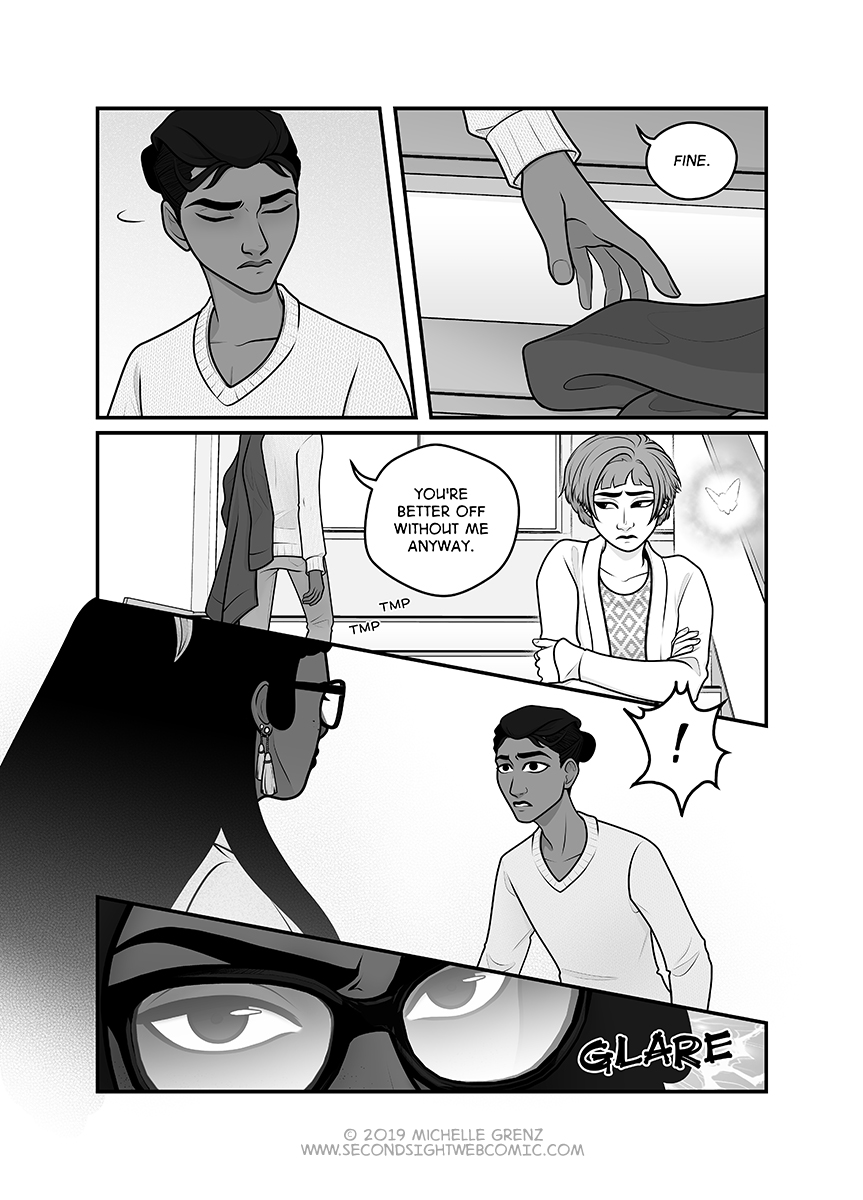 FINE.
YOU'RE
BETTER OFF
WITHOUT ME
ANYWAY.
TMP
TMP
!
GLARE
© 2019 MICHELLE GRENZ
WWW.SECONDSIGHTWEBCOMIC.COM